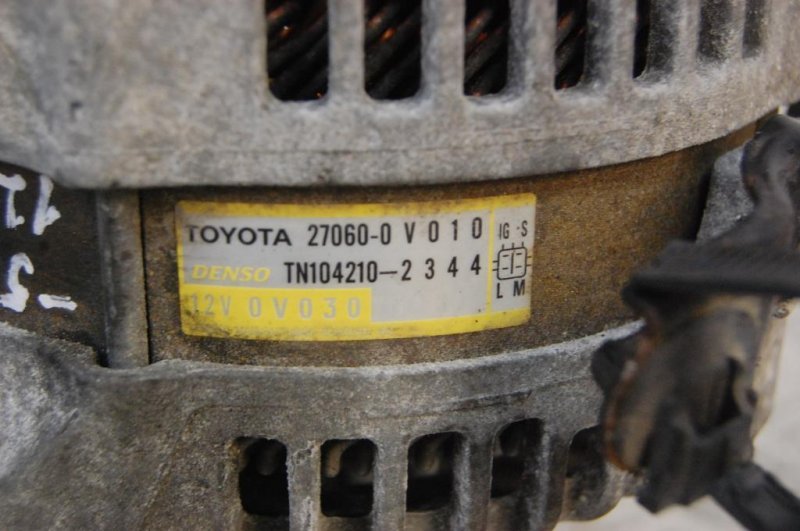 TOYOTA 27060-0V010
IG S
DENSO TN104210-2344
L M
12V 0V030